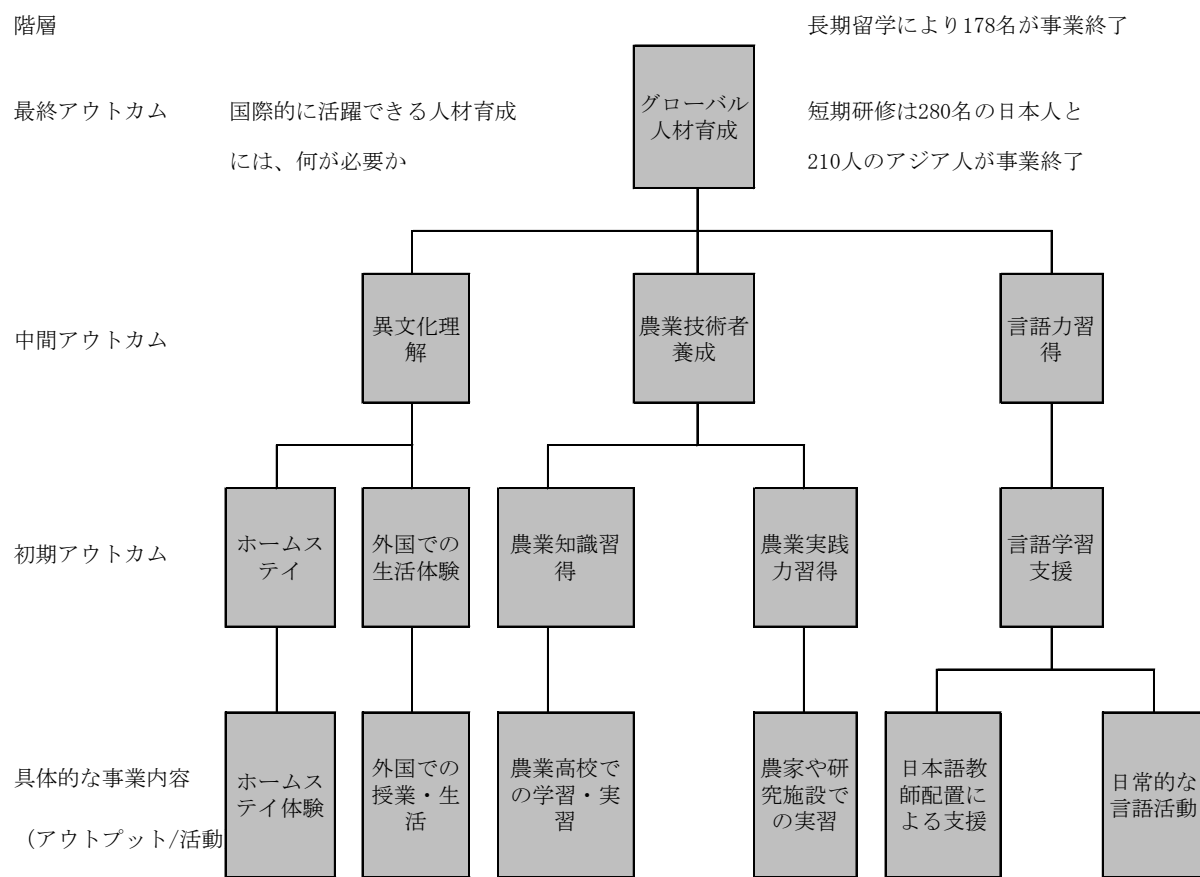 階層
長期留学により178名が事業終了
最終アウトカム
国際的に活躍できる人材育成
には、何が必要か
グローバル
人材育成
短期研修は280名の日本人と
210人のアジア人が事業終了
中間アウトカム
異文化理
解
農業技術者
養成
言語力習
得
初期アウトカム
ホームス
テイ
外国での
生活体験
農業知識習
得
農業実践
力習得
言語学習
支援
具体的な事業内容
(アウトプット/活動
ホームス
テイ体験
外国での
授業・生
活
農業高校で
の学習・実
習
農家や研
究施設で
の実習
日本語教
師配置に
よる支援
日常的な
言語活動